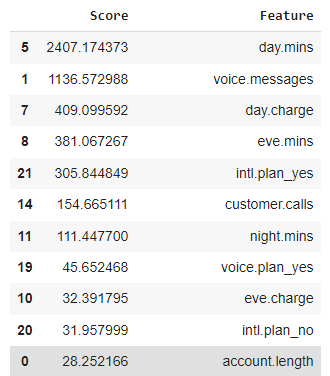 Score Feature
5 2407.174373 day.mins
1 1136.572988 voice.messages
7 409.099592 day.charge
8 381.067267 eve.mins
21 305.844849 intl.plan_yes
14 154.665111 customer.calls
11 111.447700 night.mins
19 45.652468 voice.plan_yes
10 32.391795 eve.charge
20 31.957999 intl.plan_no
0 28.252166 account.length